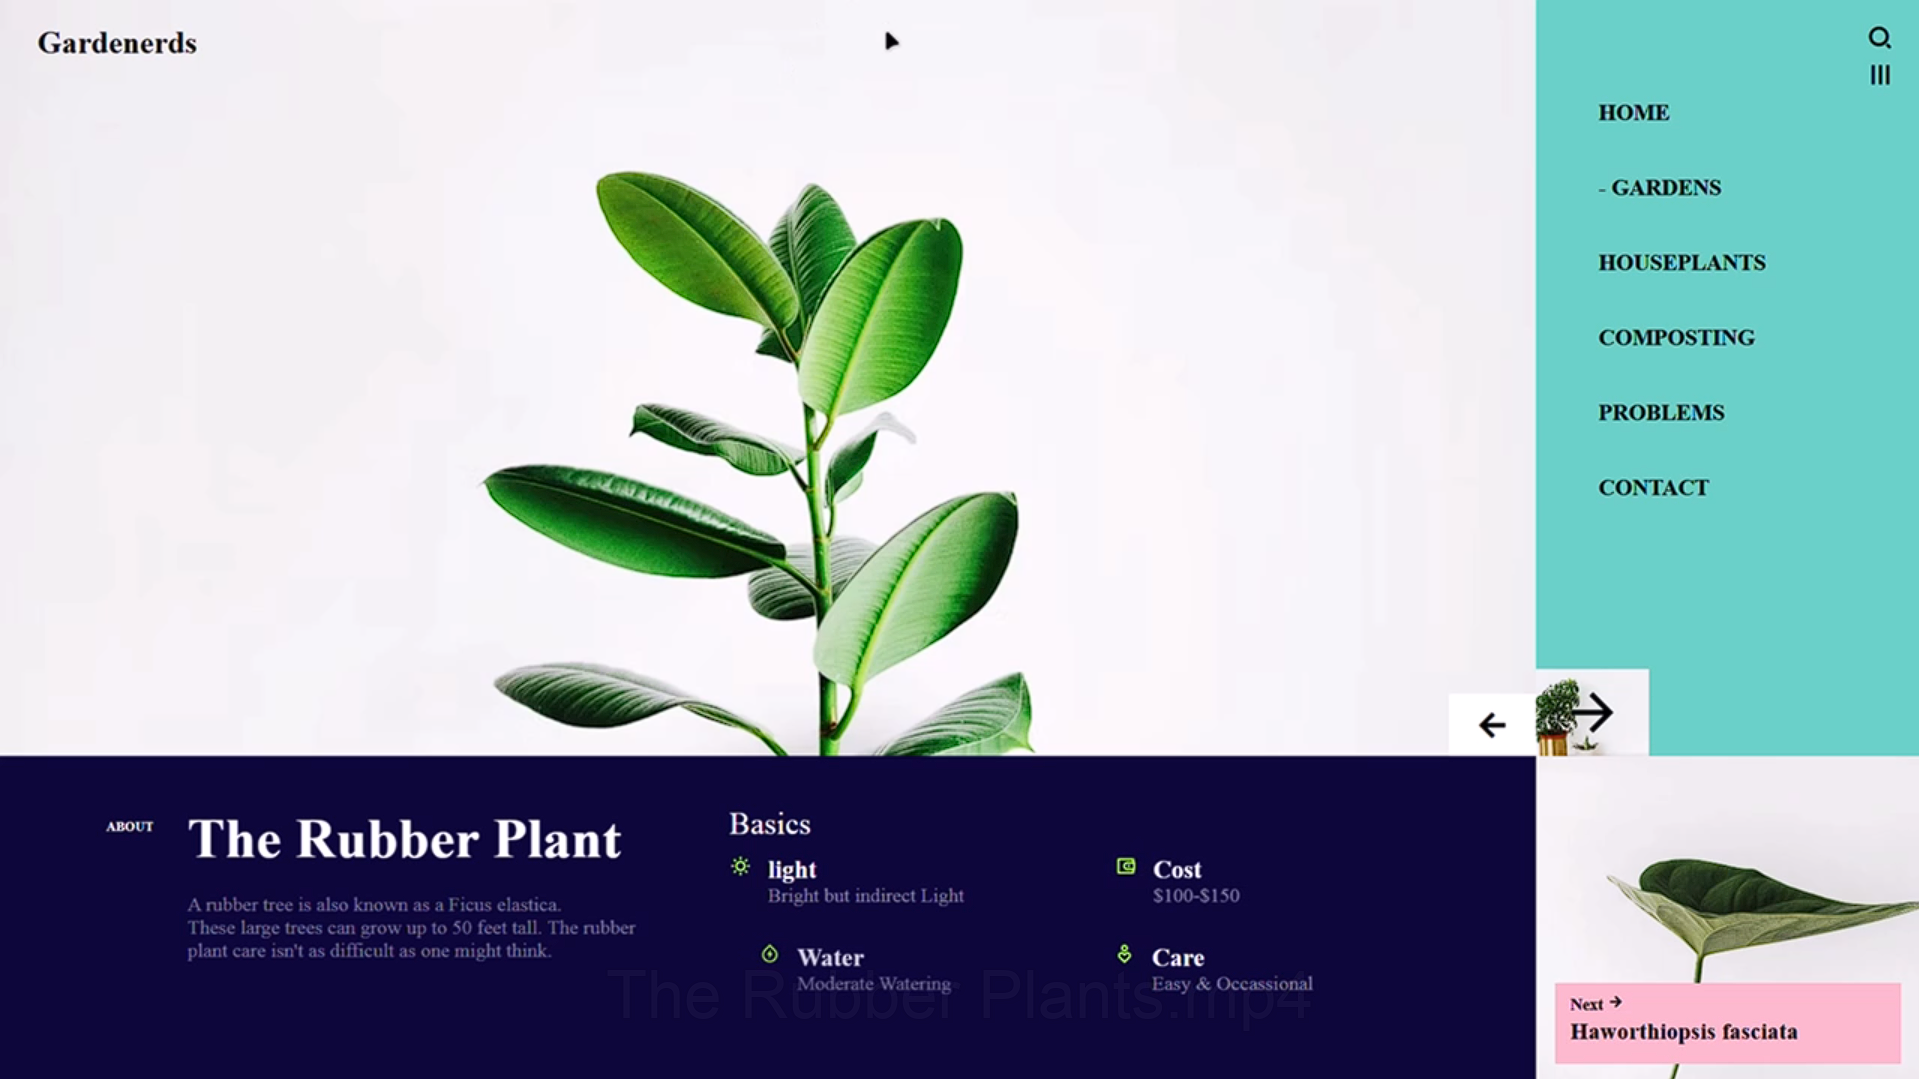 Gardenerds
HOME
- GARDENS
HOUSEPLANTS
COMPOSTING
PROBLEMS
CONTACT
ABOUT
The Rubber Plant
A rubber tree is also known as a Ficus elastica.
These large trees can grow up to 50 feet tall. The rubber
plant care isn't as difficult as one might think.
Basics
light
Bright but indirect Light
Cost
$100-$150
Water
Moderate Watering
Care
Easy & Occassional
The Rubber Plants.mp4
Next →
Haworthiopsis fasciata